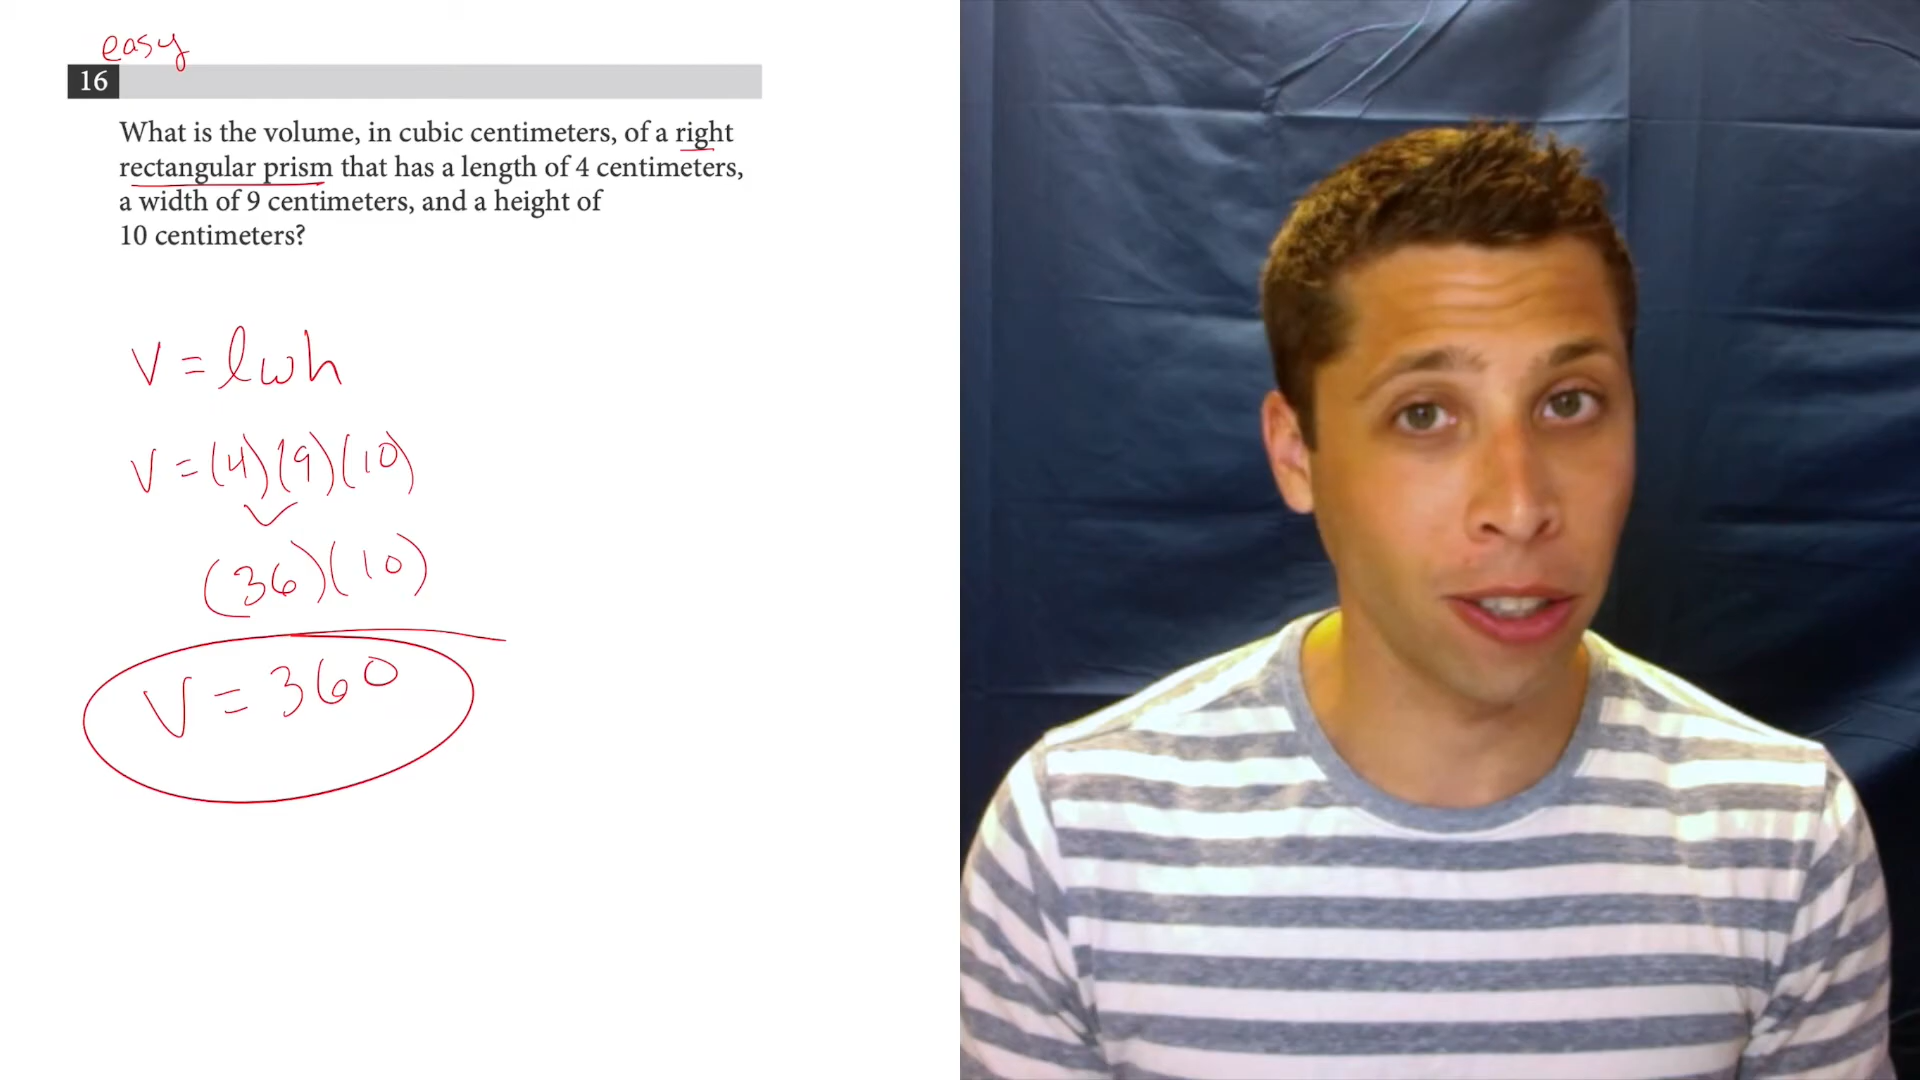 easy
16
What is the volume, in cubic centimeters, of a right
rectangular prism that has a length of 4 centimeters,
a width of 9 centimeters, and a height of
10 centimeters?
V = lwh
V = (4)(9)(10)
(36)(10)
V = 360